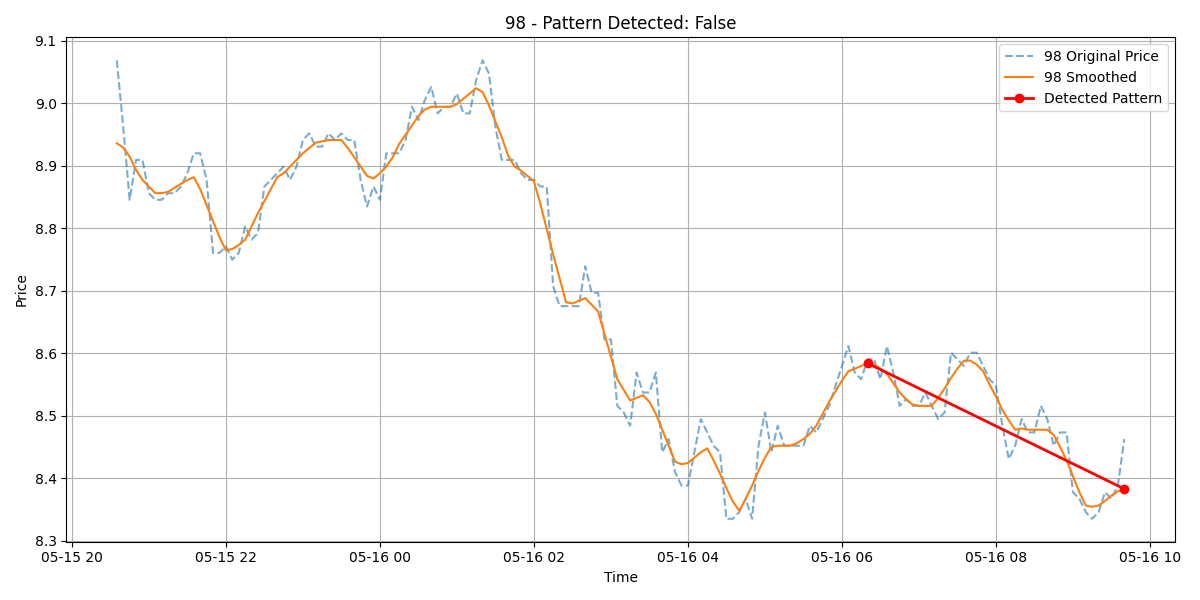 98 - Pattern Detected: False
9.1
9.0
8.9
8.8
8.7
8.6
8.5
8.4
8.3
Price
98 Original Price
98 Smoothed
Detected Pattern
05-15 20
05-15 22
05-16 00
05-16 02
05-16 04
05-16 06
05-16 08
05-16 10
Time